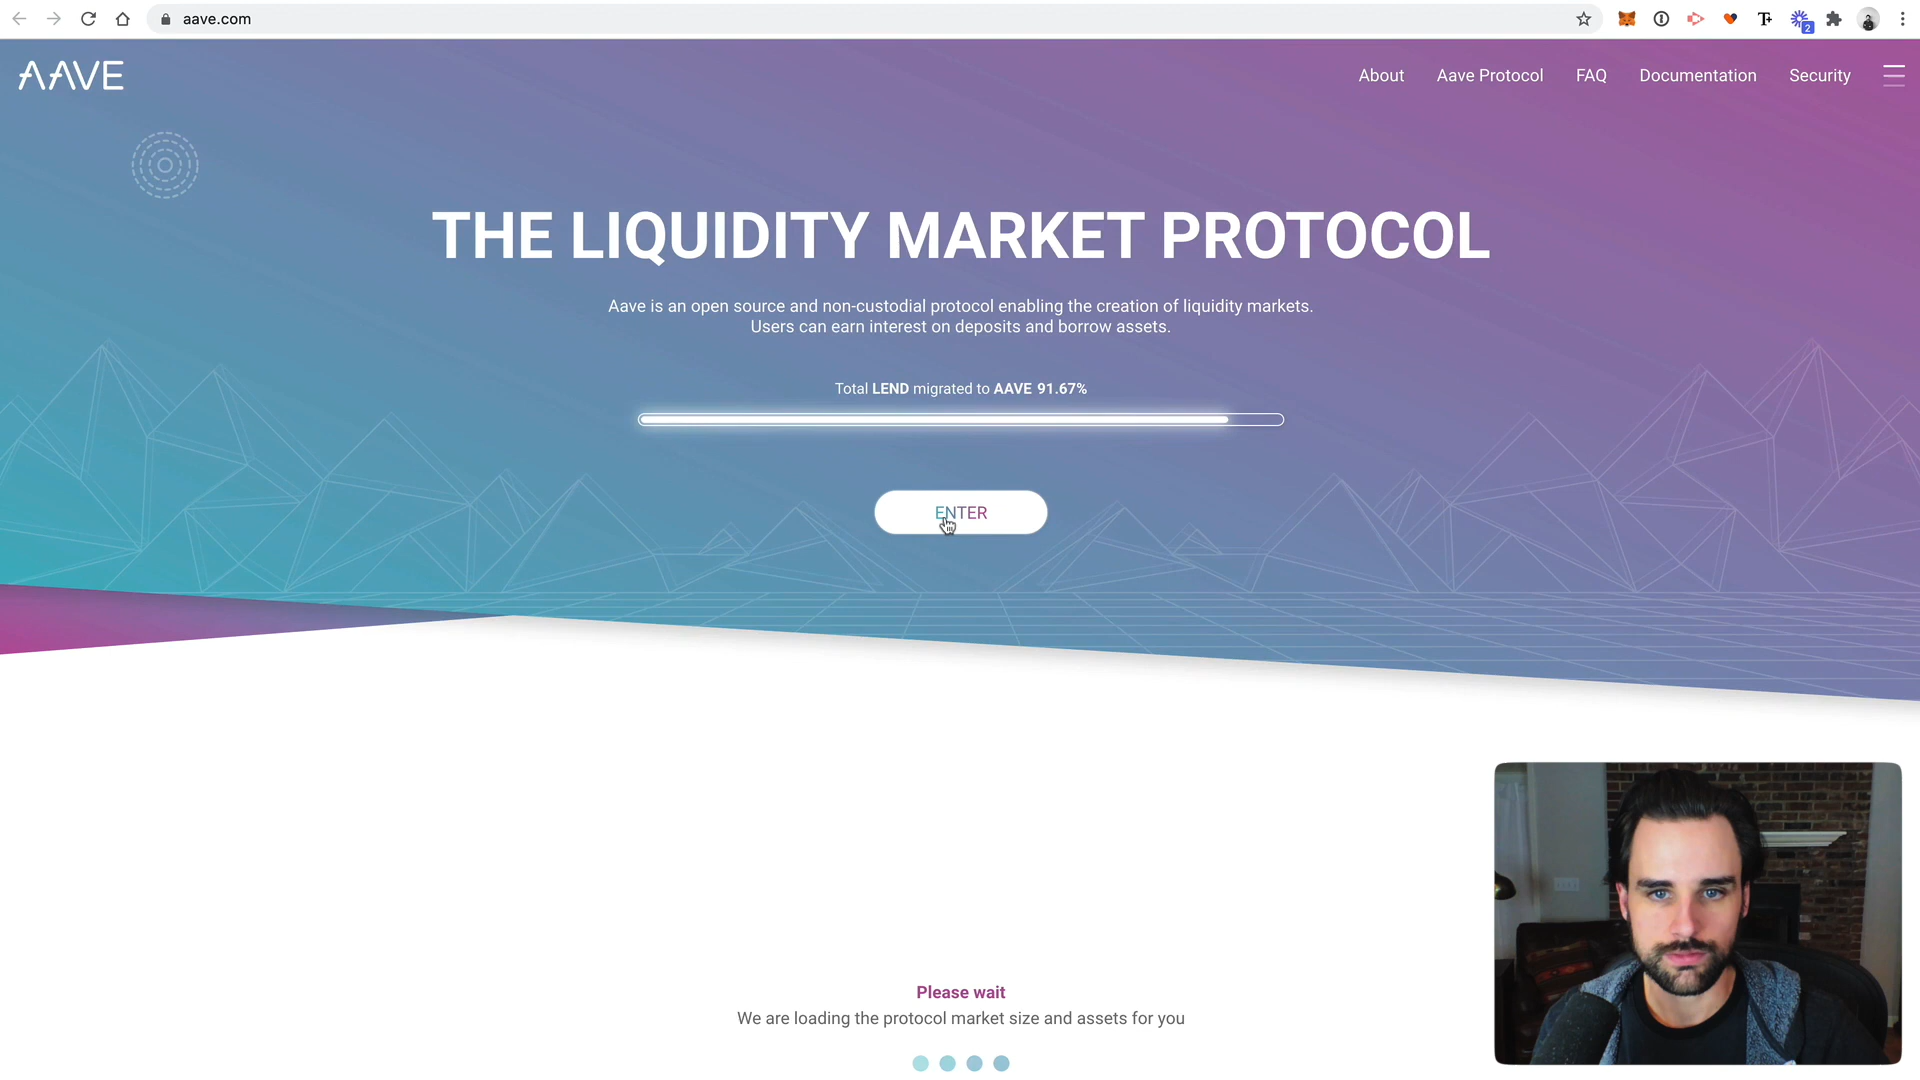 aave.com
2
AAVE
About
Aave Protocol
FAQ
Documentation
Security
THE LIQUIDITY MARKET PROTOCOL
Aave is an open source and non-custodial protocol enabling the creation of liquidity markets.
Users can earn interest on deposits and borrow assets.
Total LEND migrated to AAVE 91.67%
ENTER
Please wait
We are loading the protocol market size and assets for you